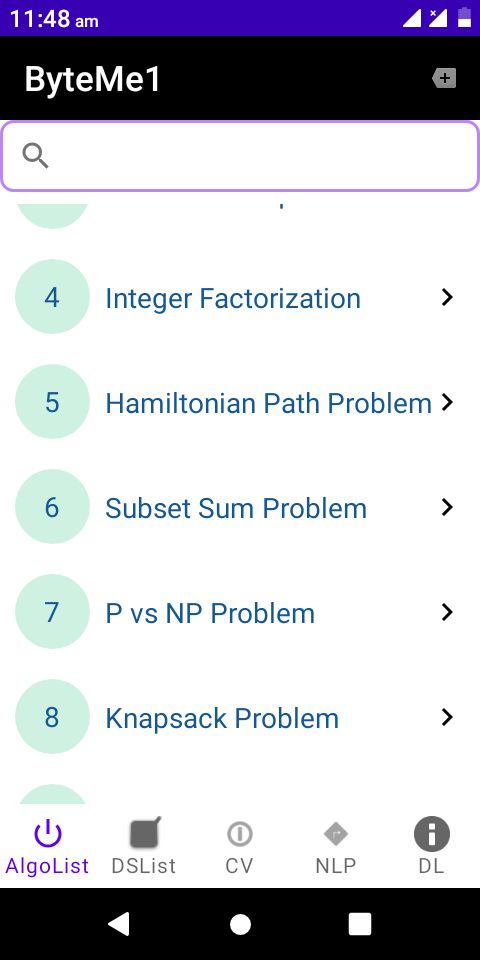 11:48 am
ByteMe1
4
Integer Factorization
5
Hamiltonian Path Problem
6
Subset Sum Problem
7
P vs NP Problem
8
Knapsack Problem
AlgoList
DSList
CV
NLP
DL